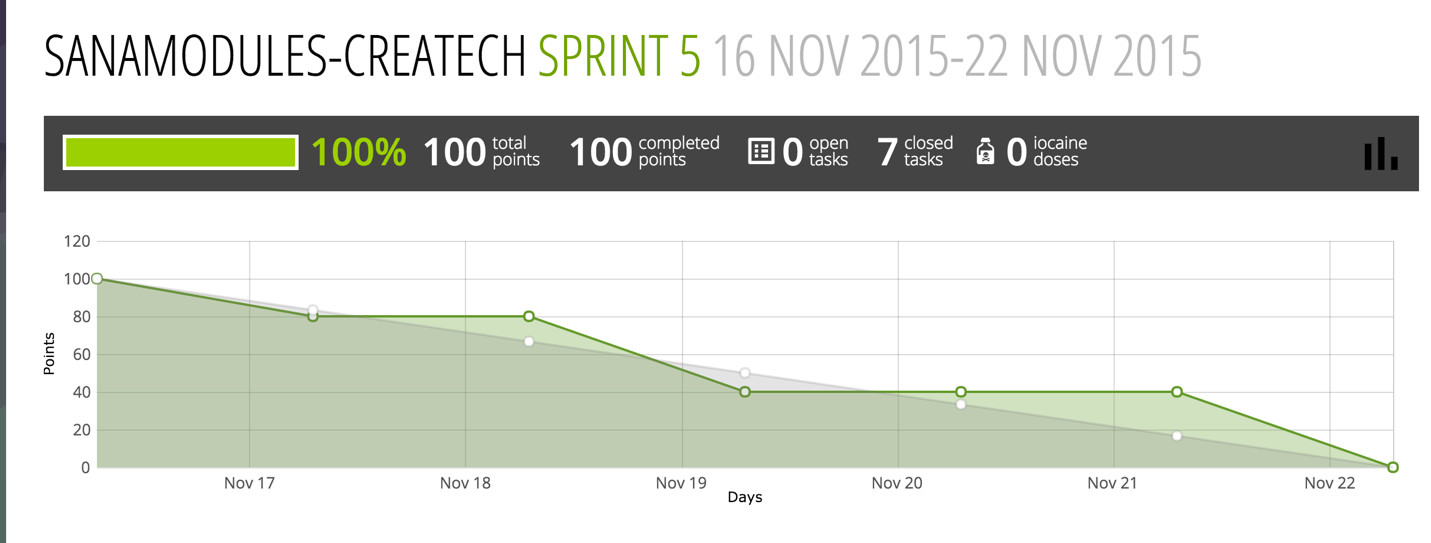 SANAMODULES-CREATECH SPRINT 5 16 NOV 2015-22 NOV 2015
100% 100 total points 100 completed points 0 open tasks 7 closed tasks 0 iocaine doses
120
100
80
60
40
20
0
Points
Nov 17 Nov 18 Nov 19 Nov 20 Nov 21 Nov 22
Days